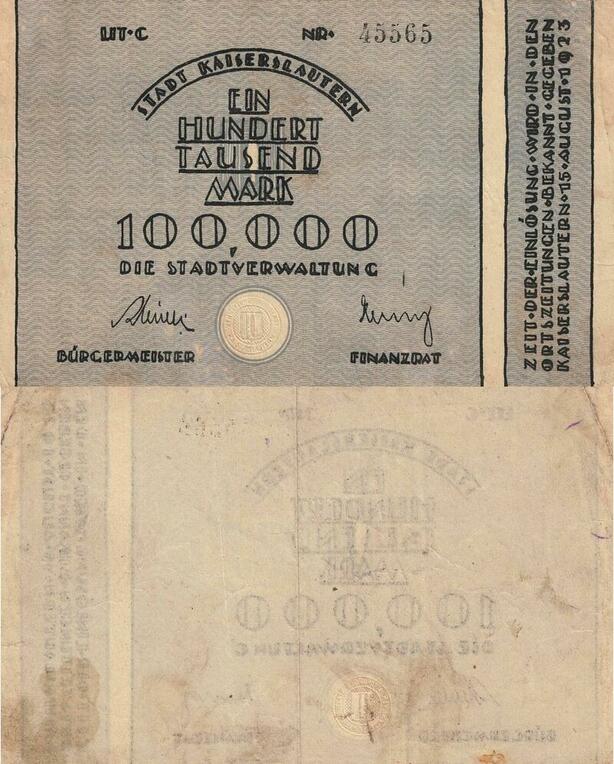 LIT·C NR· 45565
STADT KAISERSLAUTERN
EIN
HUNDERT
TAUSEND
MARK
100,000
DIE STADTVERWALTUNG
BÜRGERMEISTER FINANZRAT
ZEIT·DER·EINLÖSUNG·WIRD·IN·DEN
ORTSZEITUNGEN·BEKANNT·GEGEBEN
KAISERSLAUTERN·15·AUGUST·1923